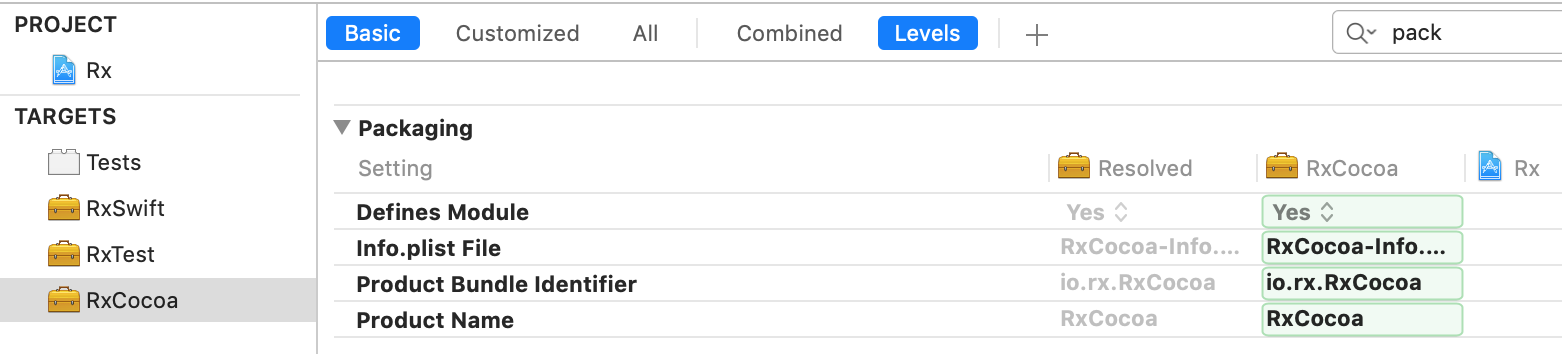 PROJECT
Rx
TARGETS
Tests
RxSwift
RxTest
RxCocoa
Basic Customized All Combined Levels + pack
Packaging
Setting Resolved RxCocoa Rx
Defines Module Yes Yes
Info.plist File RxCocoa-Info.... RxCocoa-Info....
Product Bundle Identifier io.rx.RxCocoa io.rx.RxCocoa
Product Name RxCocoa RxCocoa